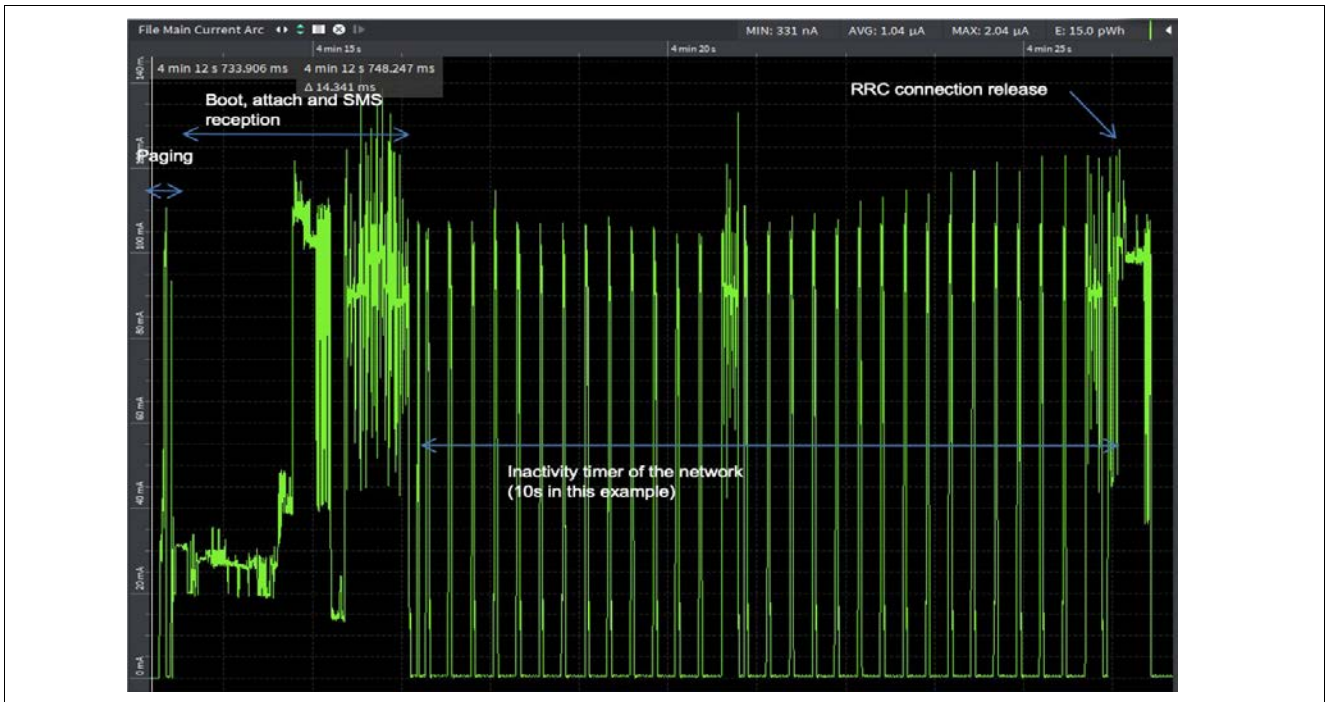 File Main Current Arc
MIN: 331 nA AVG: 1.04 µA MAX: 2.04 µA E: 15.0 pWh
4 min 15 s 4 min 20 s 4 min 25 s
4 min 12 s 733.906 ms 4 min 12 s 748.247 ms
Δ 14.341 ms
Boot, attach and SMS
reception
RRC connection release
Paging
Inactivity timer of the network
(10s in this example)
140 m
100 mA
80 mA
60 mA
40 mA
20 mA
0 mA